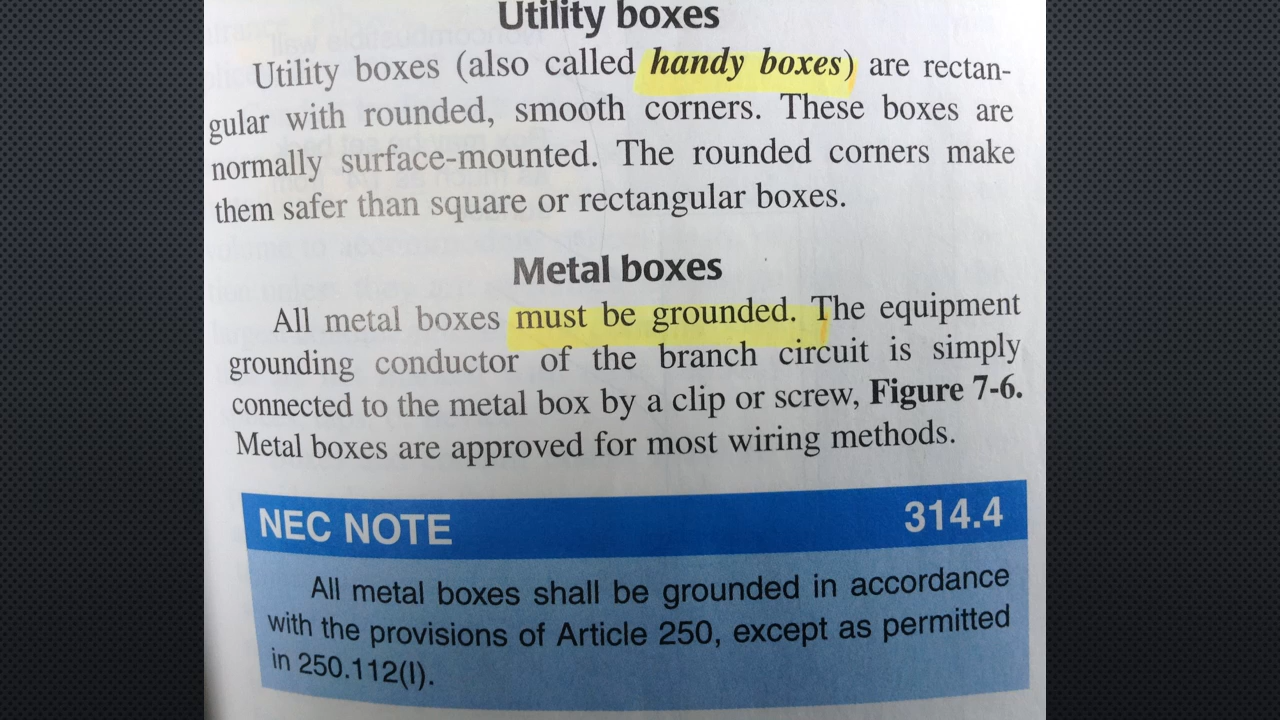 Utility boxes
Utility boxes (also called handy boxes) are rectan-
gular with rounded, smooth corners. These boxes are
normally surface-mounted. The rounded corners make
them safer than square or rectangular boxes.
Metal boxes
All metal boxes must be grounded. The equipment
grounding conductor of the branch circuit is simply
connected to the metal box by a clip or screw, Figure 7-6.
Metal boxes are approved for most wiring methods.
NEC NOTE 314.4
All metal boxes shall be grounded in accordance
with the provisions of Article 250, except as permitted
in 250.112(I).